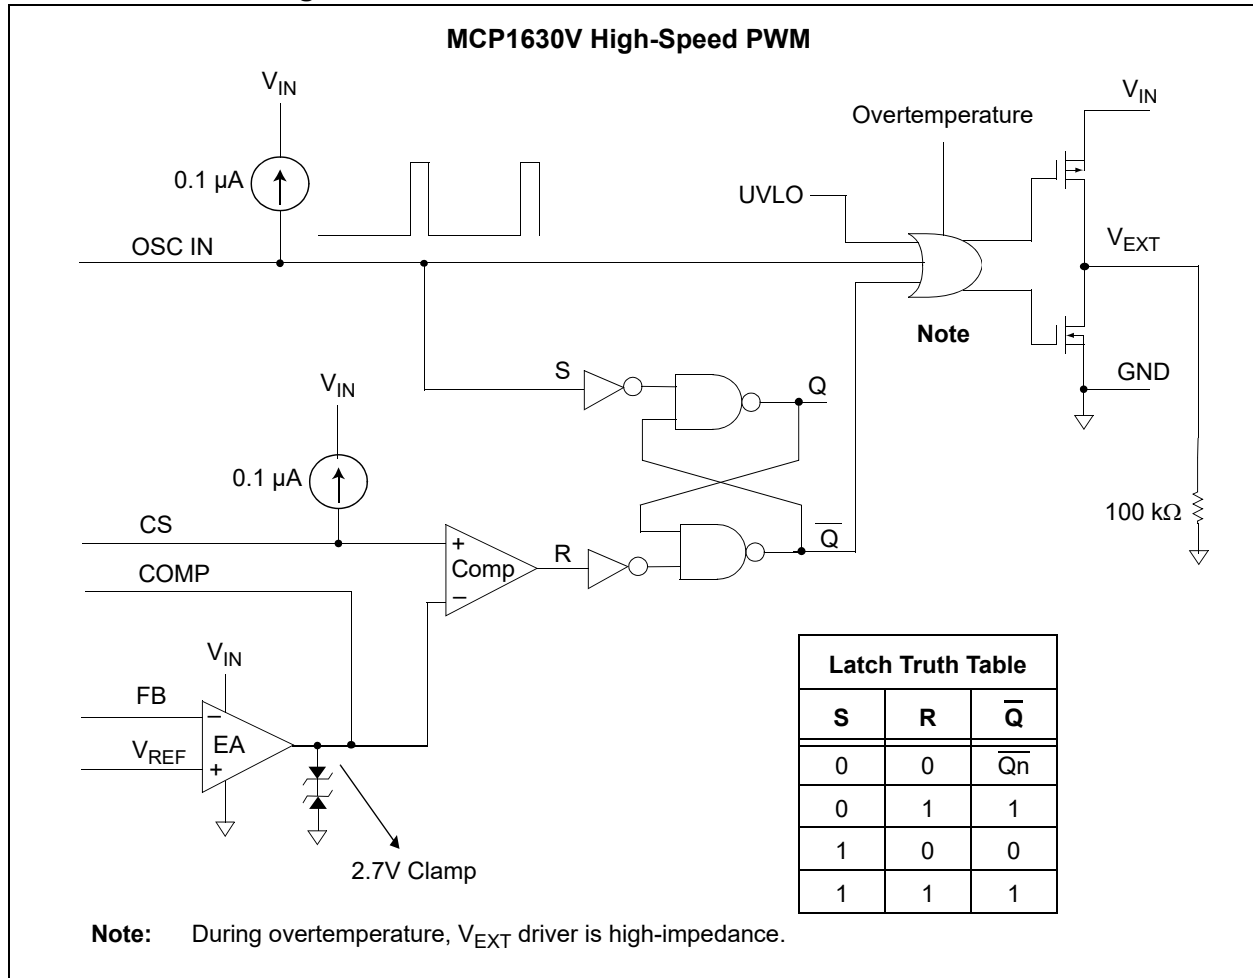 MCP1630V High-Speed PWM
V_IN
V_IN
Overtemperature
0.1 µA
UVLO
OSC IN
V_EXT
Note
S
V_IN
Q
GND
0.1 µA
CS
Comp
+
−
R
Q̅
100 kΩ
COMP
V_IN
FB
−
EA
V_REF
+
2.7V Clamp
Latch Truth Table
S R Q̅
0 0 Q̅n̅
0 1 1
1 0 0
1 1 1
Note: During overtemperature, V_EXT driver is high-impedance.